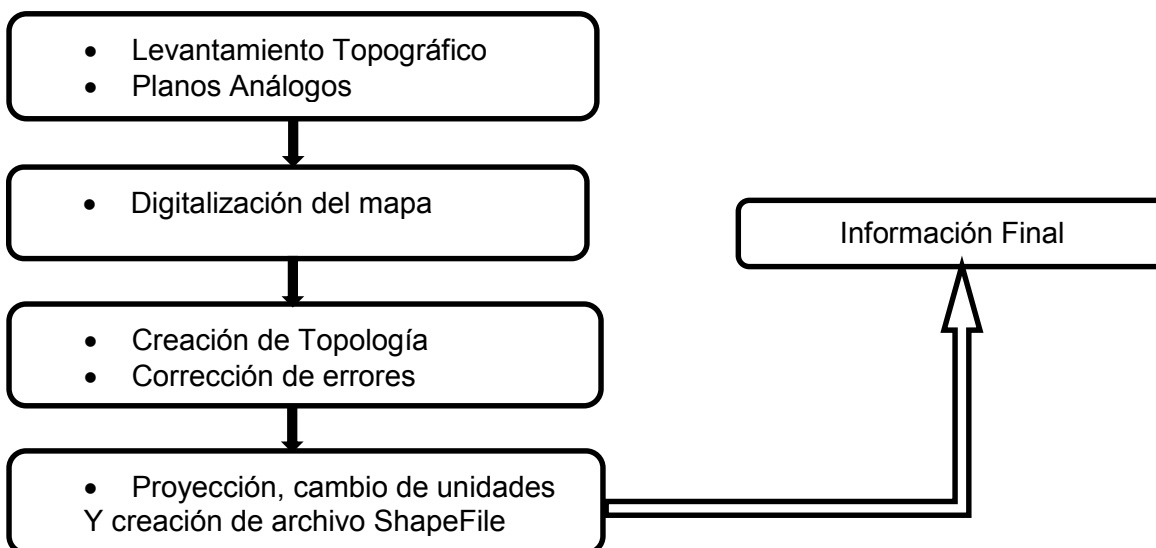 • Levantamiento Topográfico
• Planos Análogos
• Digitalización del mapa
• Creación de Topología
• Corrección de errores
• Proyección, cambio de unidades
Y creación de archivo ShapeFile
Información Final